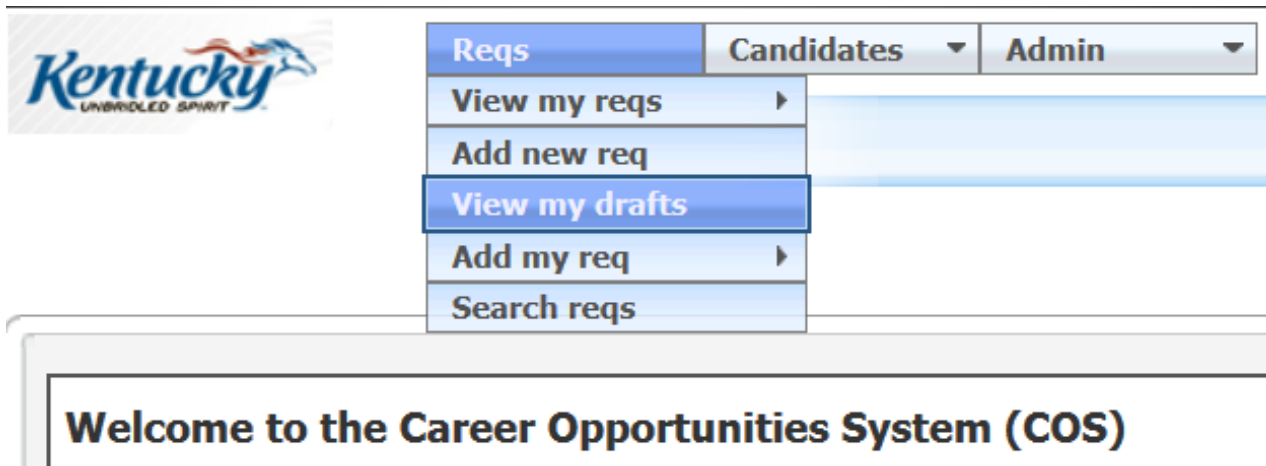 Kentucky
UNBRIDLED SPIRIT
Reqs Candidates Admin
View my reqs
Add new req
View my drafts
Add my req
Search reqs
Welcome to the Career Opportunities System (COS)